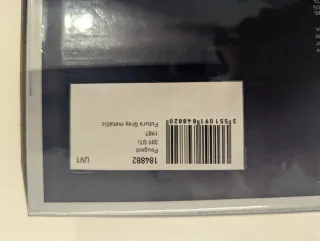 184882
Peugeot
309 GTi
1987
Futura Grey metallic
UV1
3 551091 848820